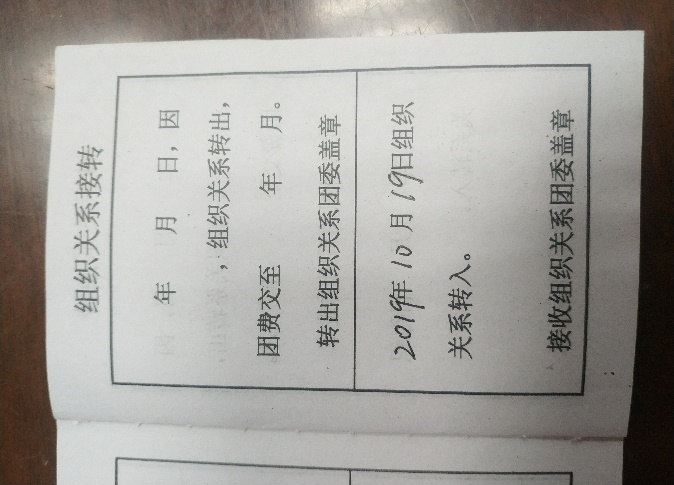 组织关系接转
年 月 日，因
，组织关系转出，
团费交至 年 月。
转出组织关系团委盖章
2019年10月19日组织
关系转入。
接收组织关系团委盖章